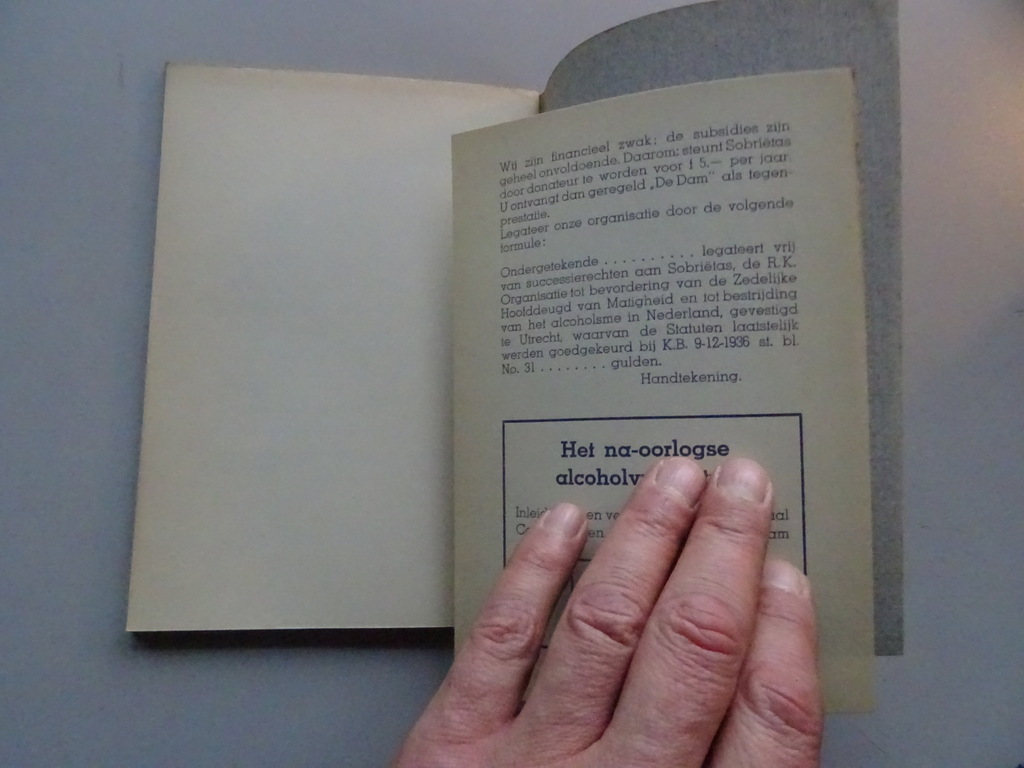 Wij zijn financieel zwak; de subsidies zijn
geheel onvoldoende. Daarom: steunt Sobriëtas
door donateur te worden voor f 5.— per jaar.
U ontvangt dan geregeld „De Dam" als tegen-
prestatie.
Legateer onze organisatie door de volgende
formule:
Ondergetekende . . . . . . . . . . legateert vrij
van successierechten aan Sobriëtas, de R.K.
Organisatie tot bevordering van de Zedelijke
Hoofddeugd van Matigheid en tot bestrijding
van het alcoholsme in Nederland, gevestigd
te Utrecht, waarvan de Statuten laatstelijk
werden goedgekeurd bij K.B. 9-12-1936 st. bl.
No. 31 . . . . . . . . gulden.
Handtekening.
Het na-oorlogse